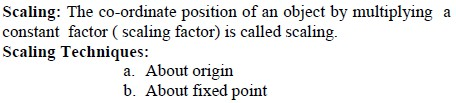 Scaling: The co-ordinate position of an object by multiplying a
constant factor ( scaling factor) is called scaling.
Scaling Techniques:
a. About origin
b. About fixed point